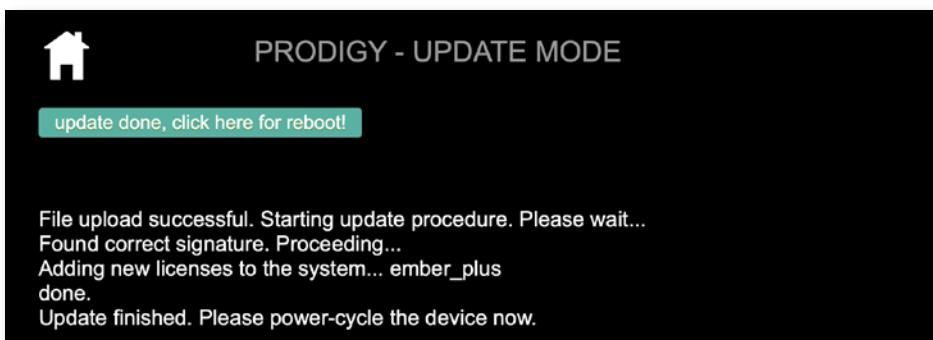 PRODIGY - UPDATE MODE
update done, click here for reboot!
File upload successful. Starting update procedure. Please wait...
Found correct signature. Proceeding...
Adding new licenses to the system... ember_plus
done.
Update finished. Please power-cycle the device now.